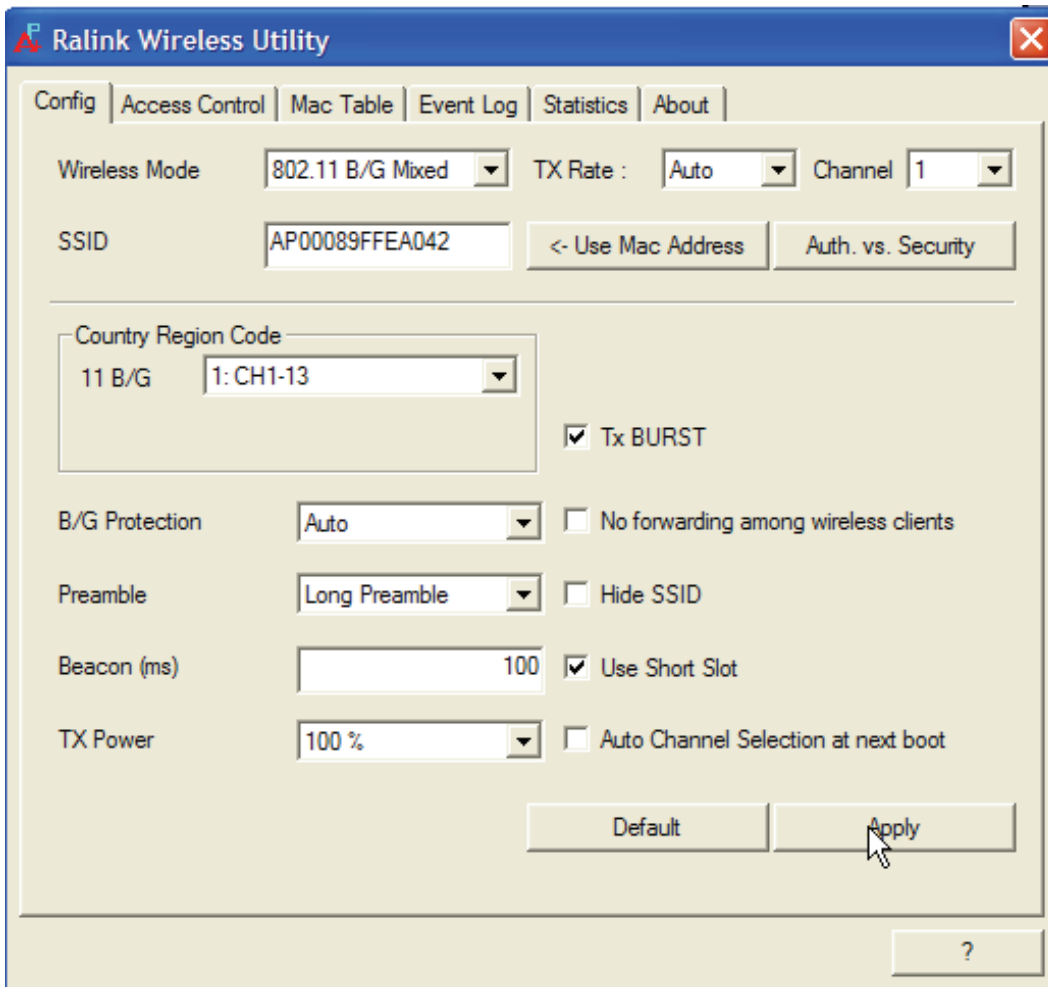 Ralink Wireless Utility
Config Access Control Mac Table Event Log Statistics About
Wireless Mode 802.11 B/G Mixed TX Rate : Auto Channel 1
SSID AP00089FFEA042 <- Use Mac Address Auth. vs. Security
Country Region Code
11 B/G 1: CH1-13
Tx BURST
B/G Protection Auto No forwarding among wireless clients
Preamble Long Preamble Hide SSID
Beacon (ms) 100 Use Short Slot
TX Power 100 % Auto Channel Selection at next boot
Default Apply
?